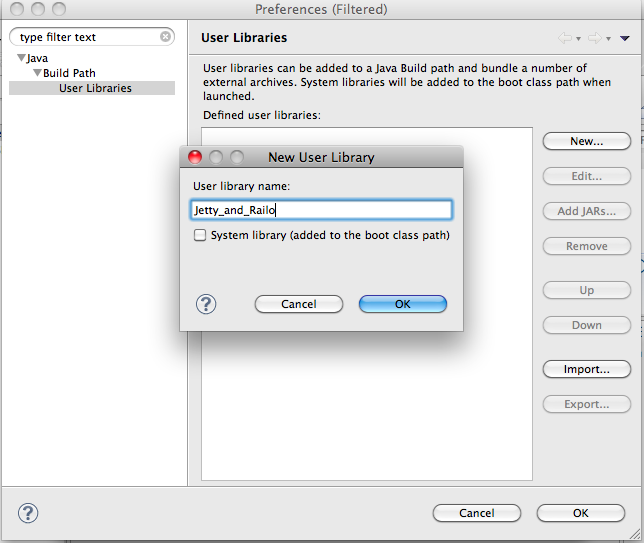 Preferences (Filtered)
type filter text
Java
Build Path
User Libraries
User Libraries
User libraries can be added to a Java Build path and bundle a number of
external archives. System libraries will be added to the boot class path when
launched.
Defined user libraries:
New...
Edit...
Add JARs...
Remove
Up
Down
Import...
Export...
New User Library
User library name:
Jetty_and_Railo
System library (added to the boot class path)
?
Cancel
OK
?
Cancel
OK